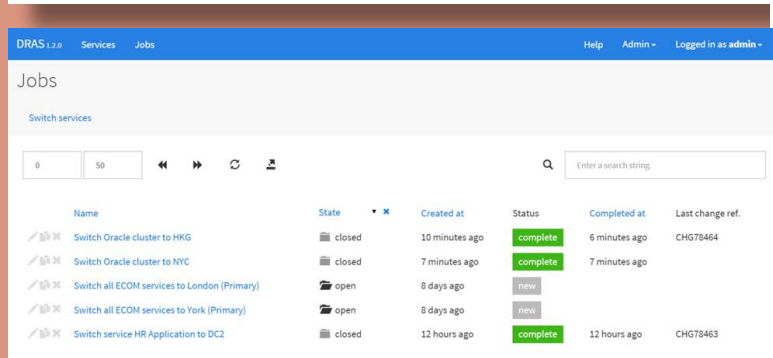 DRAS 1.2.0 Services Jobs Help Admin Logged in as admin
Jobs
Switch services
0 50 Enter a search string
Name State Created at Status Completed at Last change ref.
Switch Oracle cluster to HKG closed 10 minutes ago complete 6 minutes ago CHG78464
Switch Oracle cluster to NYC closed 7 minutes ago complete 7 minutes ago
Switch all ECOM services to London (Primary) open 8 days ago new
Switch all ECOM services to York (Primary) open 8 days ago new
Switch service HR Application to DC2 closed 12 hours ago complete 12 hours ago CHG78463